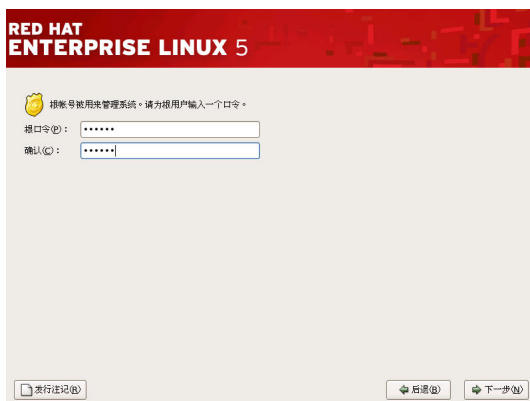 RED HAT
ENTERPRISE LINUX 5
根帐号被用来管理系统。请为根用户输入一个口令。
根口令(P)： ••••••
确认(C)： ••••••
发行注记(R)
后退(B)
下一步(N)